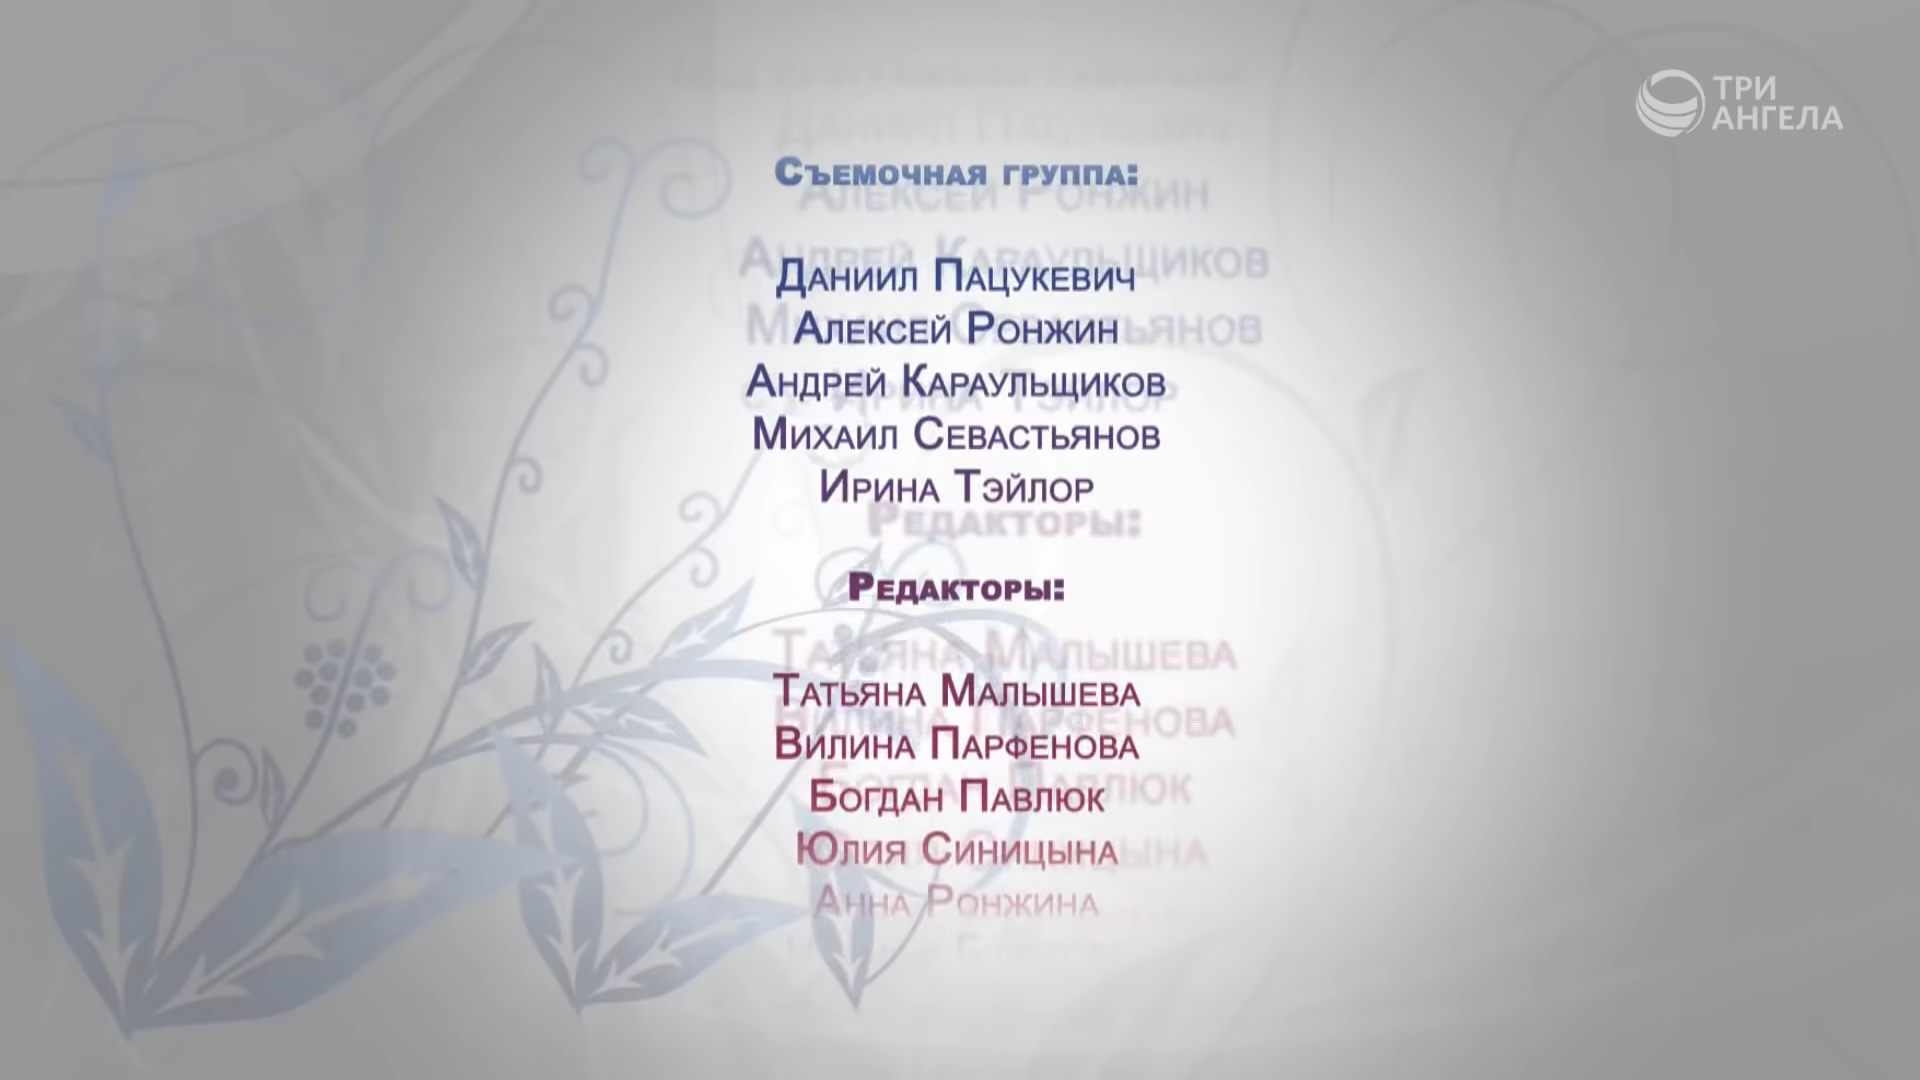 ТРИ
АНГЕЛА
Съемочная группа:
Даниил Пацукевич
Алексей Ронжин
Андрей Караульщиков
Михаил Севастьянов
Ирина Тэйлор
Редакторы:
Татьяна Малышева
Вилина Парфенова
Богдан Павлюк
Юлия Синицына
Анна Ронжина